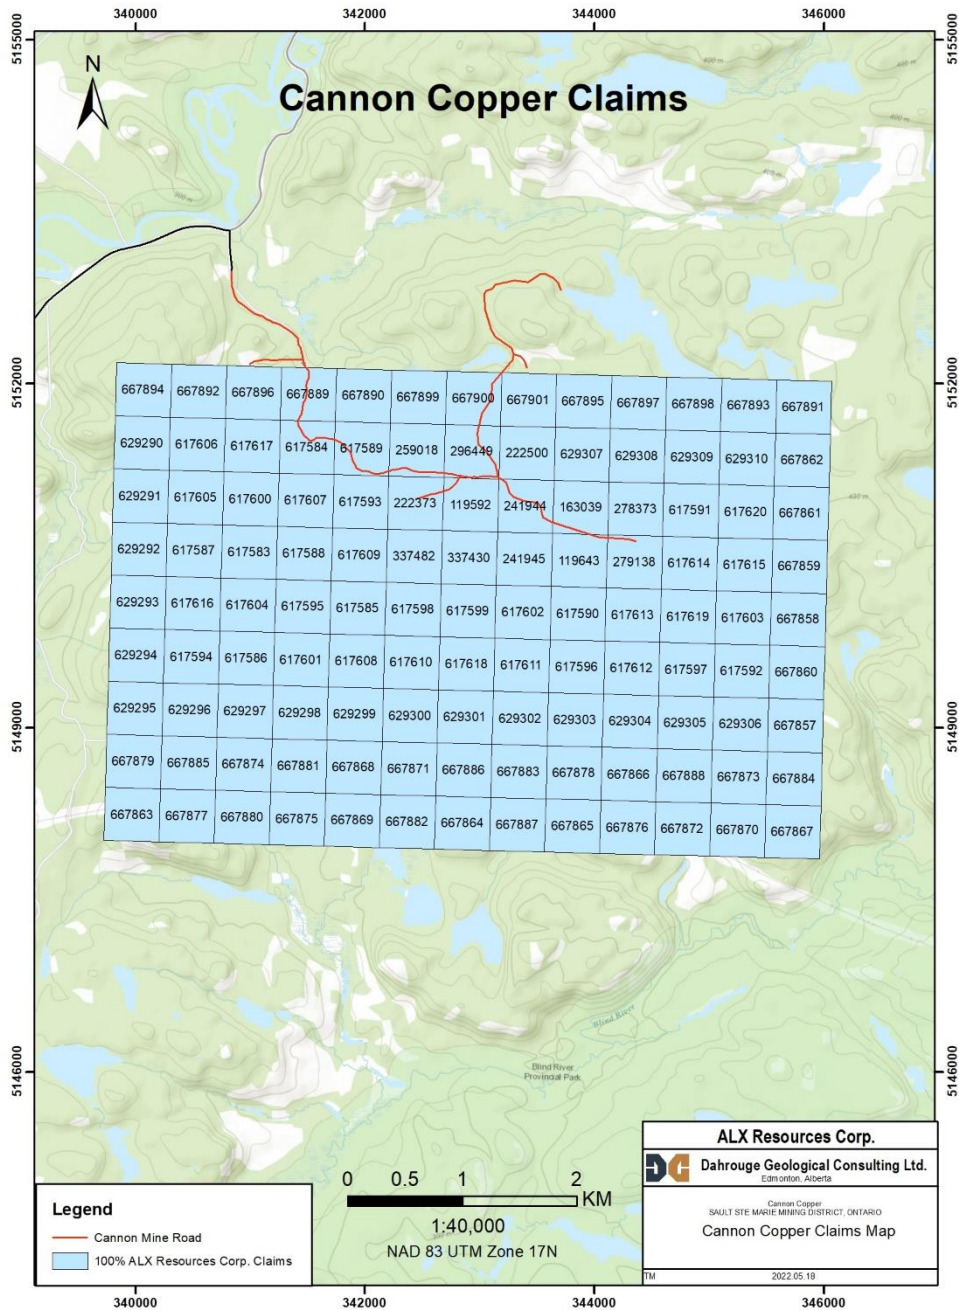 340000 342000 344000 346000
5155000 5155000
N
Cannon Copper Claims
400 m
400 m
400 m
400 m
300 m
5152000 5152000
667894 667892 667896 667889 667890 667899 667900 667901 667895 667897 667898 667893 667891
629290 617606 617617 617584 617589 259018 296449 222500 629307 629308 629309 629310 667862
629291 617605 617600 617607 617593 222373 119592 241944 163039 278373 617591 617620 667861
400 m
629292 617587 617583 617588 617609 337482 337430 241945 119643 279138 617614 617615 667859
629293 617616 617604 617595 617585 617598 617599 617602 617590 617613 617619 617603 667858
629294 617594 617586 617601 617608 617610 617618 617611 617596 617612 617597 617592 667860
629295 629296 629297 629298 629299 629300 629301 629302 629303 629304 629305 629306 667857
5149000 5149000
667879 667885 667874 667881 667868 667871 667886 667883 667878 667866 667888 667873 667884
667863 667877 667880 667875 667869 667882 667864 667887 667865 667876 667872 667870 667867
Blind River
Blind River
Provincial Park
5146000 5146000
Legend
Cannon Mine Road
100% ALX Resources Corp. Claims
0 0.5 1 2
KM
1:40,000
NAD 83 UTM Zone 17N
ALX Resources Corp.
Dahrouge Geological Consulting Ltd.
Edmonton, Alberta
Cannon Copper
SAULT STE MARIE MINING DISTRICT, ONTARIO
Cannon Copper Claims Map
TM 2022.05.18
340000 342000 344000 346000